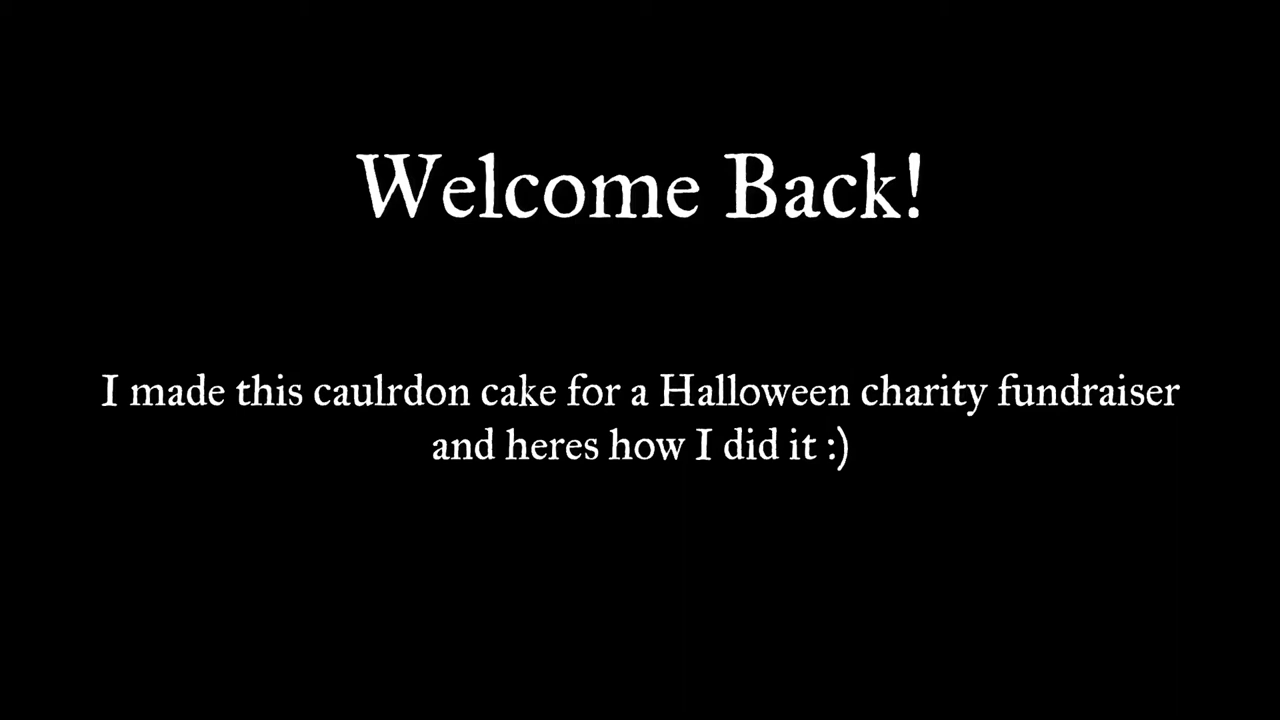 Welcome Back!
I made this caulrdon cake for a Halloween charity fundraiser
and heres how I did it :)